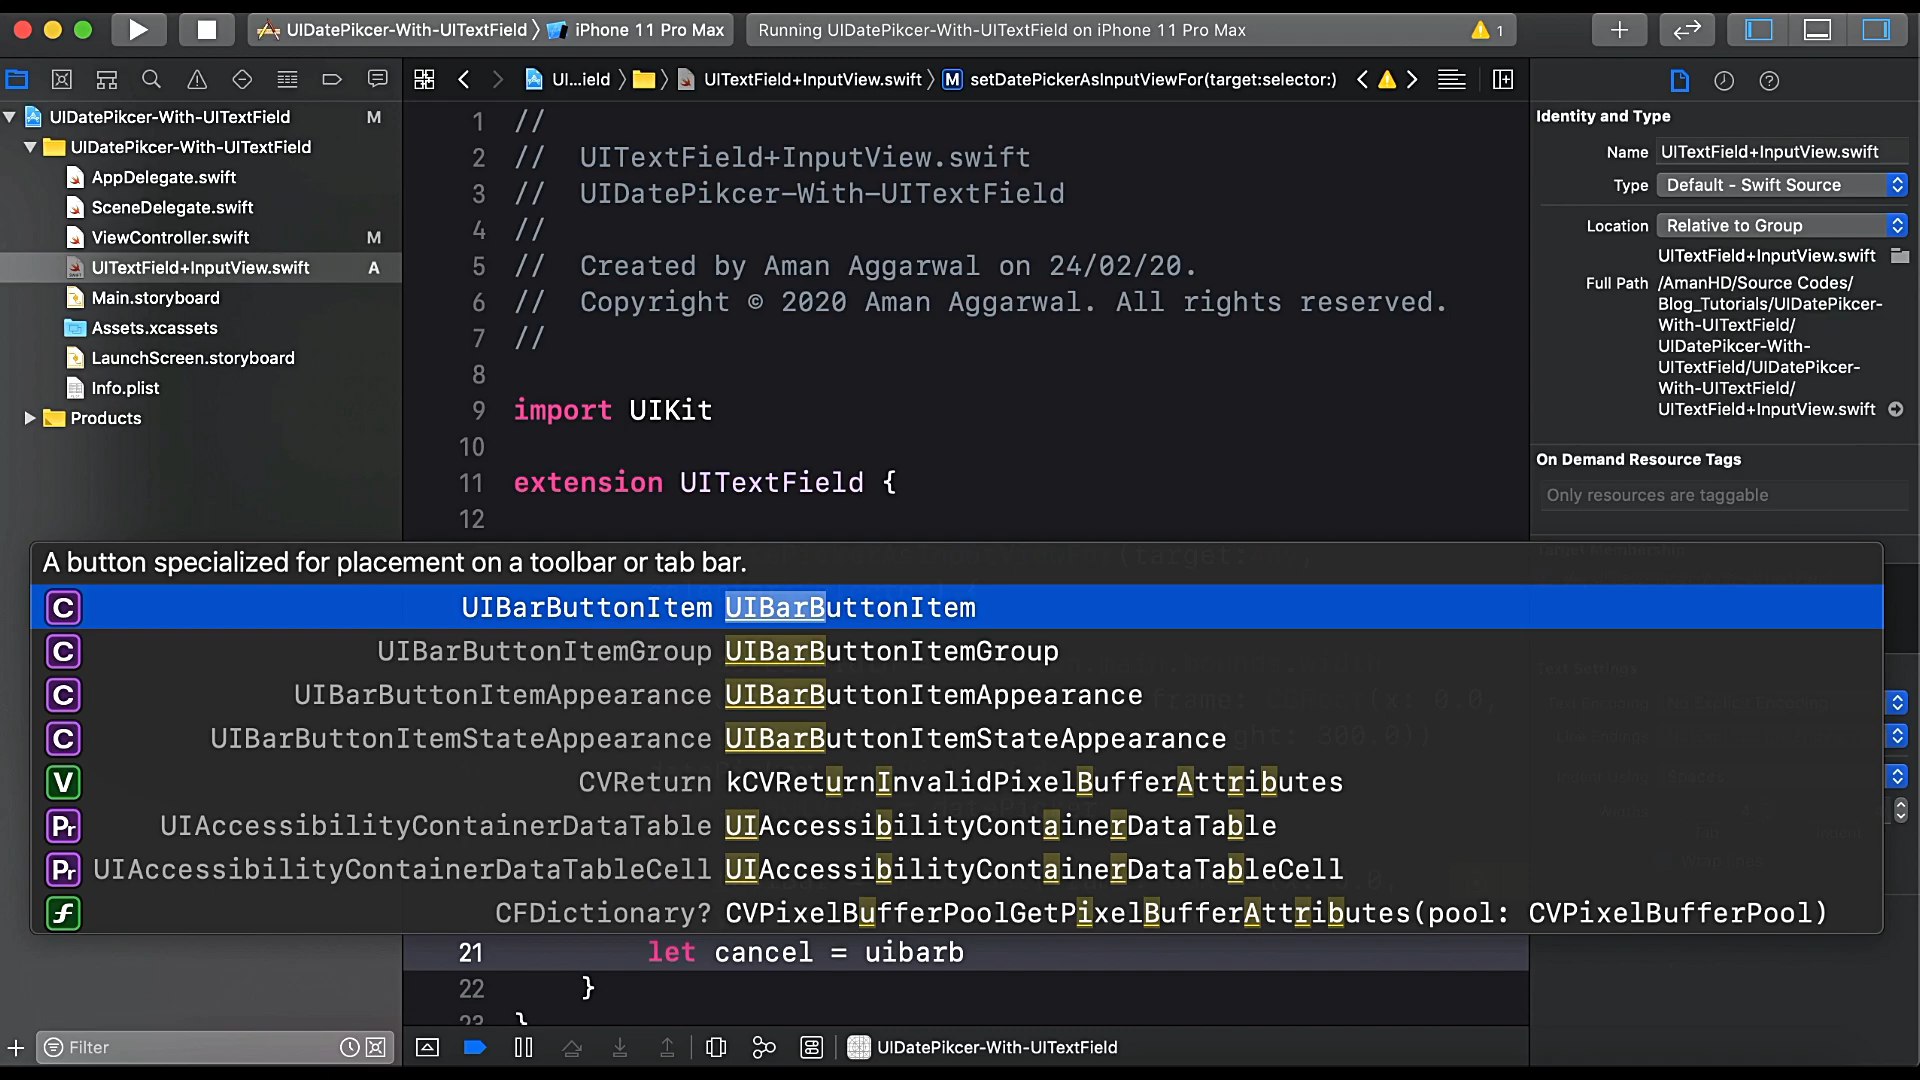 UIDatePikcer-With-UITextField 〉 iPhone 11 Pro Max
Running UIDatePikcer-With-UITextField on iPhone 11 Pro Max
1
UI...ield 〉 UITextField+InputView.swift 〉 M setDatePickerAsInputViewFor(target:selector:)
UIDatePikcer-With-UITextField M
UIDatePikcer-With-UITextField
AppDelegate.swift
SceneDelegate.swift
ViewController.swift M
UITextField+InputView.swift A
Main.storyboard
Assets.xcassets
LaunchScreen.storyboard
Info.plist
Products
1 //
2 //  UITextField+InputView.swift
3 //  UIDatePikcer-With-UITextField
4 //
5 //  Created by Aman Aggarwal on 24/02/20.
6 //  Copyright © 2020 Aman Aggarwal. All rights reserved.
7 //
8
9 import UIKit
10
11 extension UITextField {
12
A button specialized for placement on a toolbar or tab bar.
C UIBarButtonItem UIBarButtonItem
C UIBarButtonItemGroup UIBarButtonItemGroup
C UIBarButtonItemAppearance UIBarButtonItemAppearance
C UIBarButtonItemStateAppearance UIBarButtonItemStateAppearance
V CVReturn kCVReturnInvalidPixelBufferAttributes
Pr UIAccessibilityContainerDataTable UIAccessibilityContainerDataTable
Pr UIAccessibilityContainerDataTableCell UIAccessibilityContainerDataTableCell
f CFDictionary? CVPixelBufferPoolGetPixelBufferAttributes(pool: CVPixelBufferPool)
21 let cancel = uibarb
22 }
23 }
Filter
UIDatePikcer-With-UITextField
Identity and Type
Name UITextField+InputView.swift
Type Default - Swift Source
Location Relative to Group
UITextField+InputView.swift
Full Path /AmanHD/Source Codes/
Blog_Tutorials/UIDatePikcer-
With-UITextField/
UIDatePikcer-With-
UITextField/UIDatePikcer-
With-UITextField/
UITextField+InputView.swift
On Demand Resource Tags
Only resources are taggable